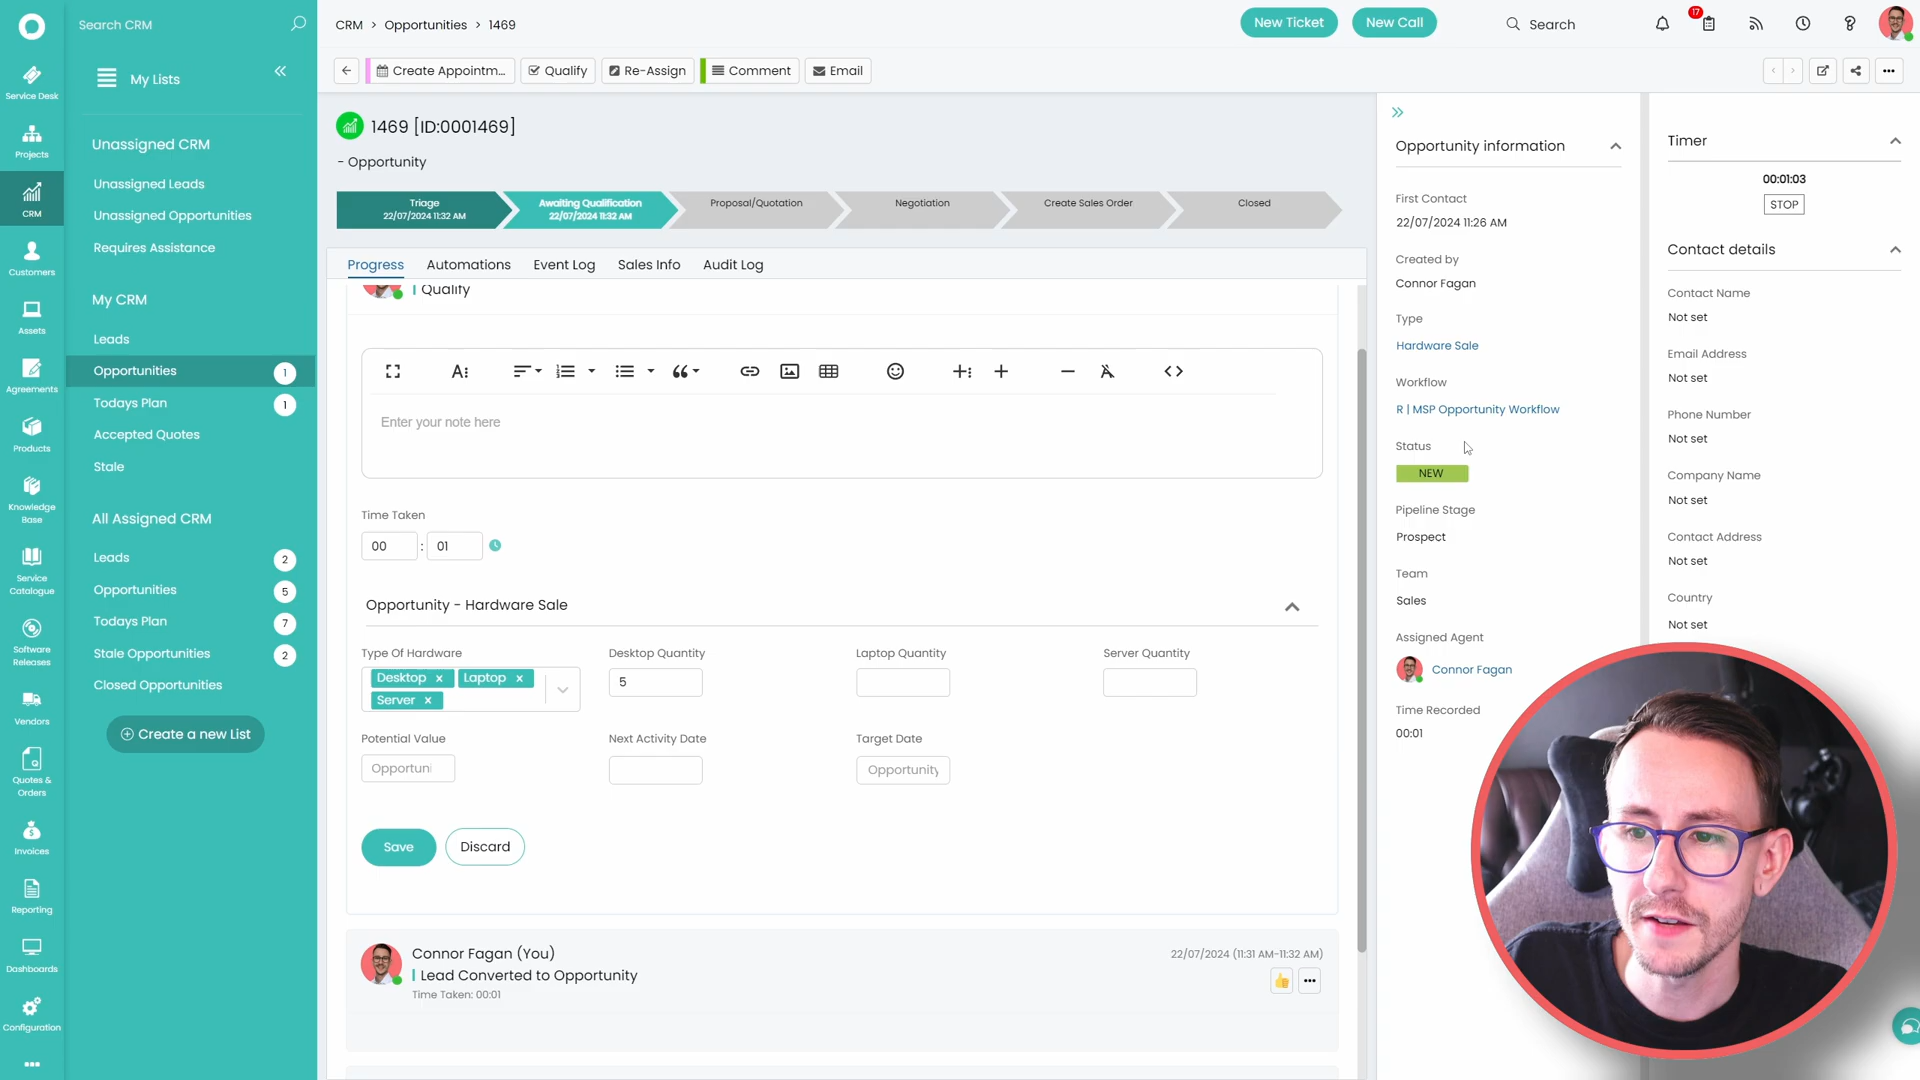 Search CRM
CRM > Opportunities > 1469
New Ticket
New Call
Search
17
My Lists
Create Appointm...
Qualify
Re-Assign
Comment
Email
Service Desk
Projects
CRM
Customers
Assets
Agreements
Products
Knowledge
Base
Service
Catalogue
Software
Releases
Vendors
Quotes &
Orders
Invoices
Reporting
Dashboards
Configuration
Unassigned CRM
Unassigned Leads
Unassigned Opportunities
Requires Assistance
My CRM
Leads
Opportunities 1
Todays Plan 1
Accepted Quotes
Stale
All Assigned CRM
Leads 2
Opportunities 5
Todays Plan 7
Stale Opportunities 2
Closed Opportunities
Create a new List
1469 [ID:0001469]
- Opportunity
Triage
22/07/2024 11:32 AM
Awaiting Qualification
22/07/2024 11:32 AM
Proposal/Quotation
Negotiation
Create Sales Order
Closed
Progress
Automations
Event Log
Sales Info
Audit Log
Qualify
Enter your note here
Time Taken
00 : 01
Opportunity - Hardware Sale
Type Of Hardware
Desktop x Laptop x
Server x
Desktop Quantity
5
Laptop Quantity
Server Quantity
Potential Value
Opportuni
Next Activity Date
Target Date
Opportunity
Save
Discard
Connor Fagan (You)
Lead Converted to Opportunity
Time Taken: 00:01
22/07/2024 (11:31 AM-11:32 AM)
Opportunity information
First Contact
22/07/2024 11:26 AM
Created by
Connor Fagan
Type
Hardware Sale
Workflow
R | MSP Opportunity Workflow
Status
NEW
Pipeline Stage
Prospect
Team
Sales
Assigned Agent
Connor Fagan
Time Recorded
00:01
Timer
00:01:03
STOP
Contact details
Contact Name
Not set
Email Address
Not set
Phone Number
Not set
Company Name
Not set
Contact Address
Not set
Country
Not set